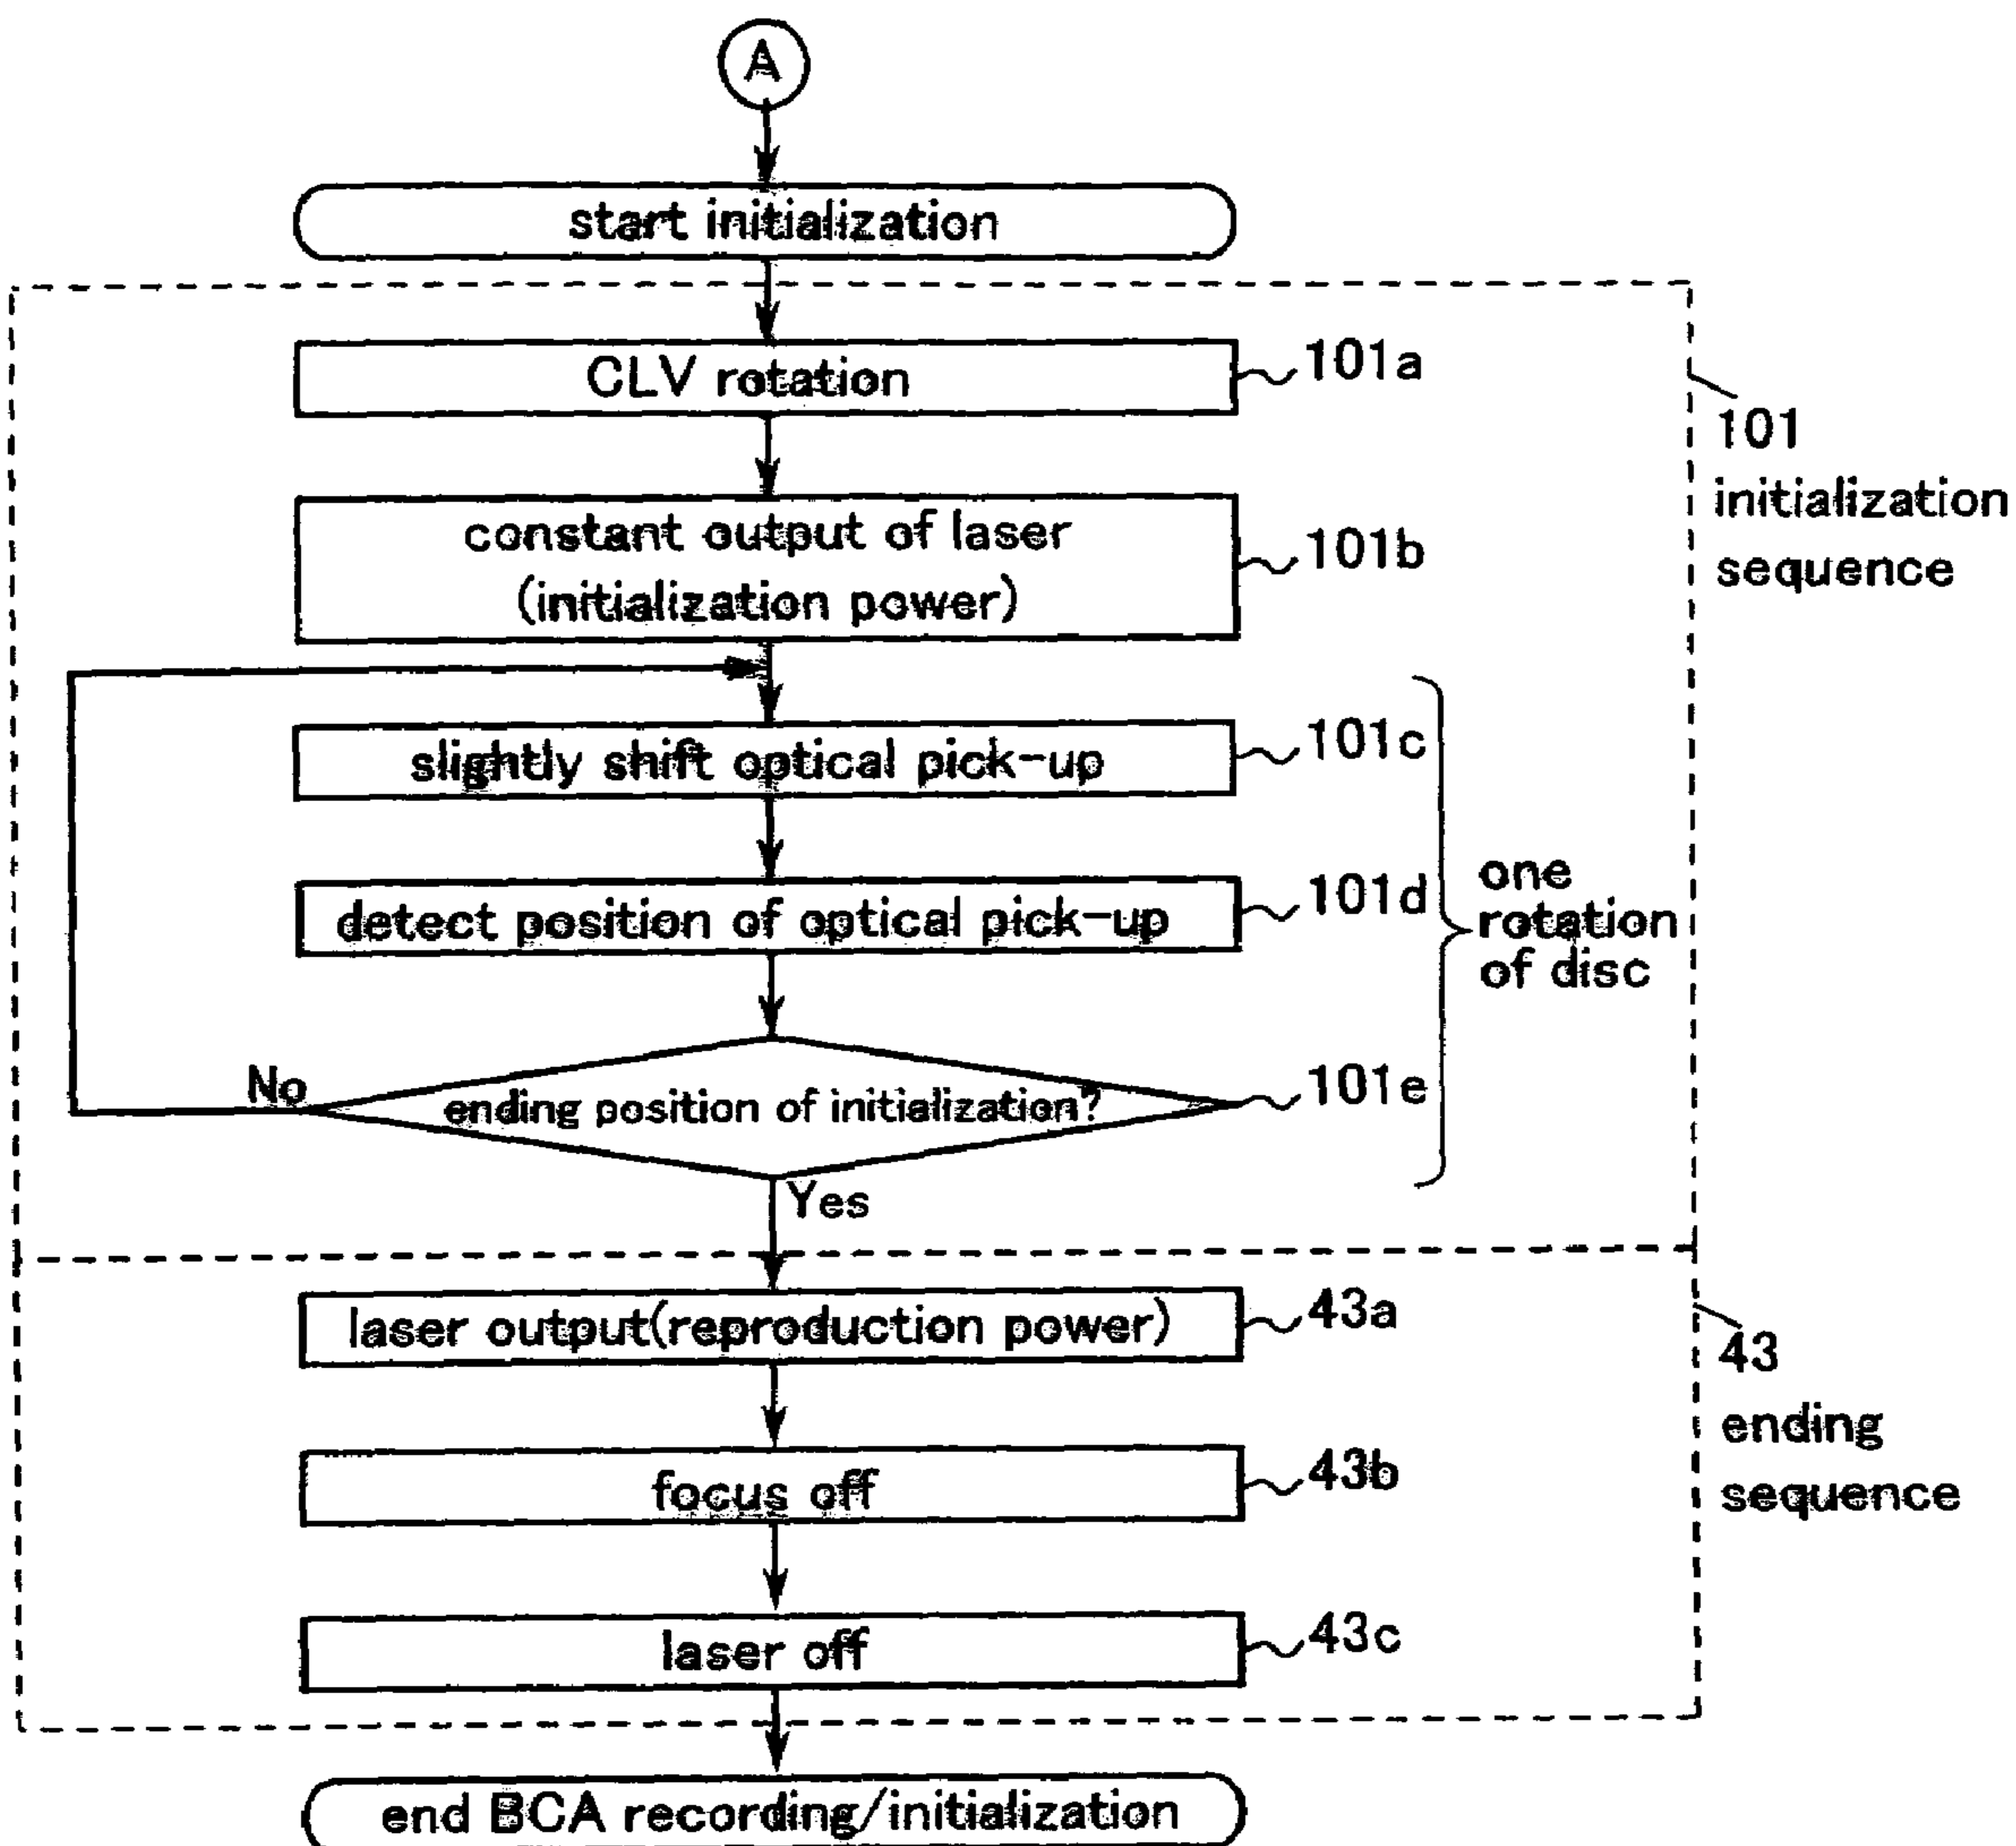 A
start initialization
CLV rotation
101a
101
initialization
sequence
constant output of laser
(initialization power)
101b
slightly shift optical pick-up
101c
detect position of optical pick-up
101d
one
rotation
of disc
No
ending position of initialization?
101e
Yes
laser output(reproduction power)
43a
43
ending
sequence
focus off
43b
laser off
43c
end BCA recording/initialization